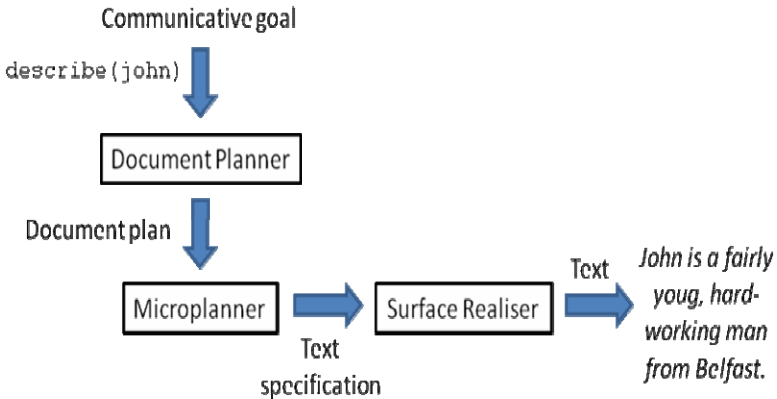 Communicative goal
describe(john)
Document Planner
Document plan
Microplanner
Text
specification
Surface Realiser
Text
John is a fairly
youg, hard-
working man
from Belfast.